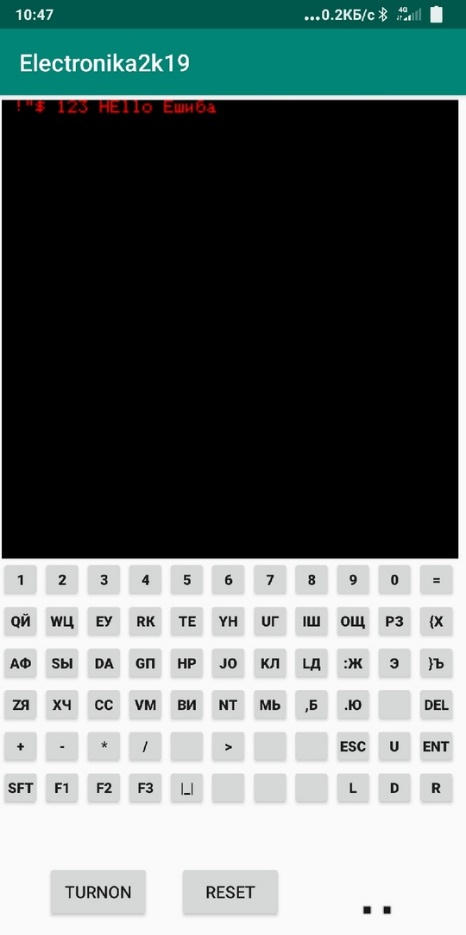 10:47 ...0.2КБ/с 4G
Electronika2k19
!"$ 123 HEllo Ешиба
1 2 3 4 5 6 7 8 9 0 =
QЙ WЦ EУ RK TE YH UГ IШ OЩ PЗ {X
AФ SЫ DA GП HP JO KЛ LД :Ж Э }Ъ
ZЯ XЧ CC VM BИ NT MЬ ,Б .Ю DEL
+ - * / > ESC U ENT
SFT F1 F2 F3 |_| L D R
TURNON RESET